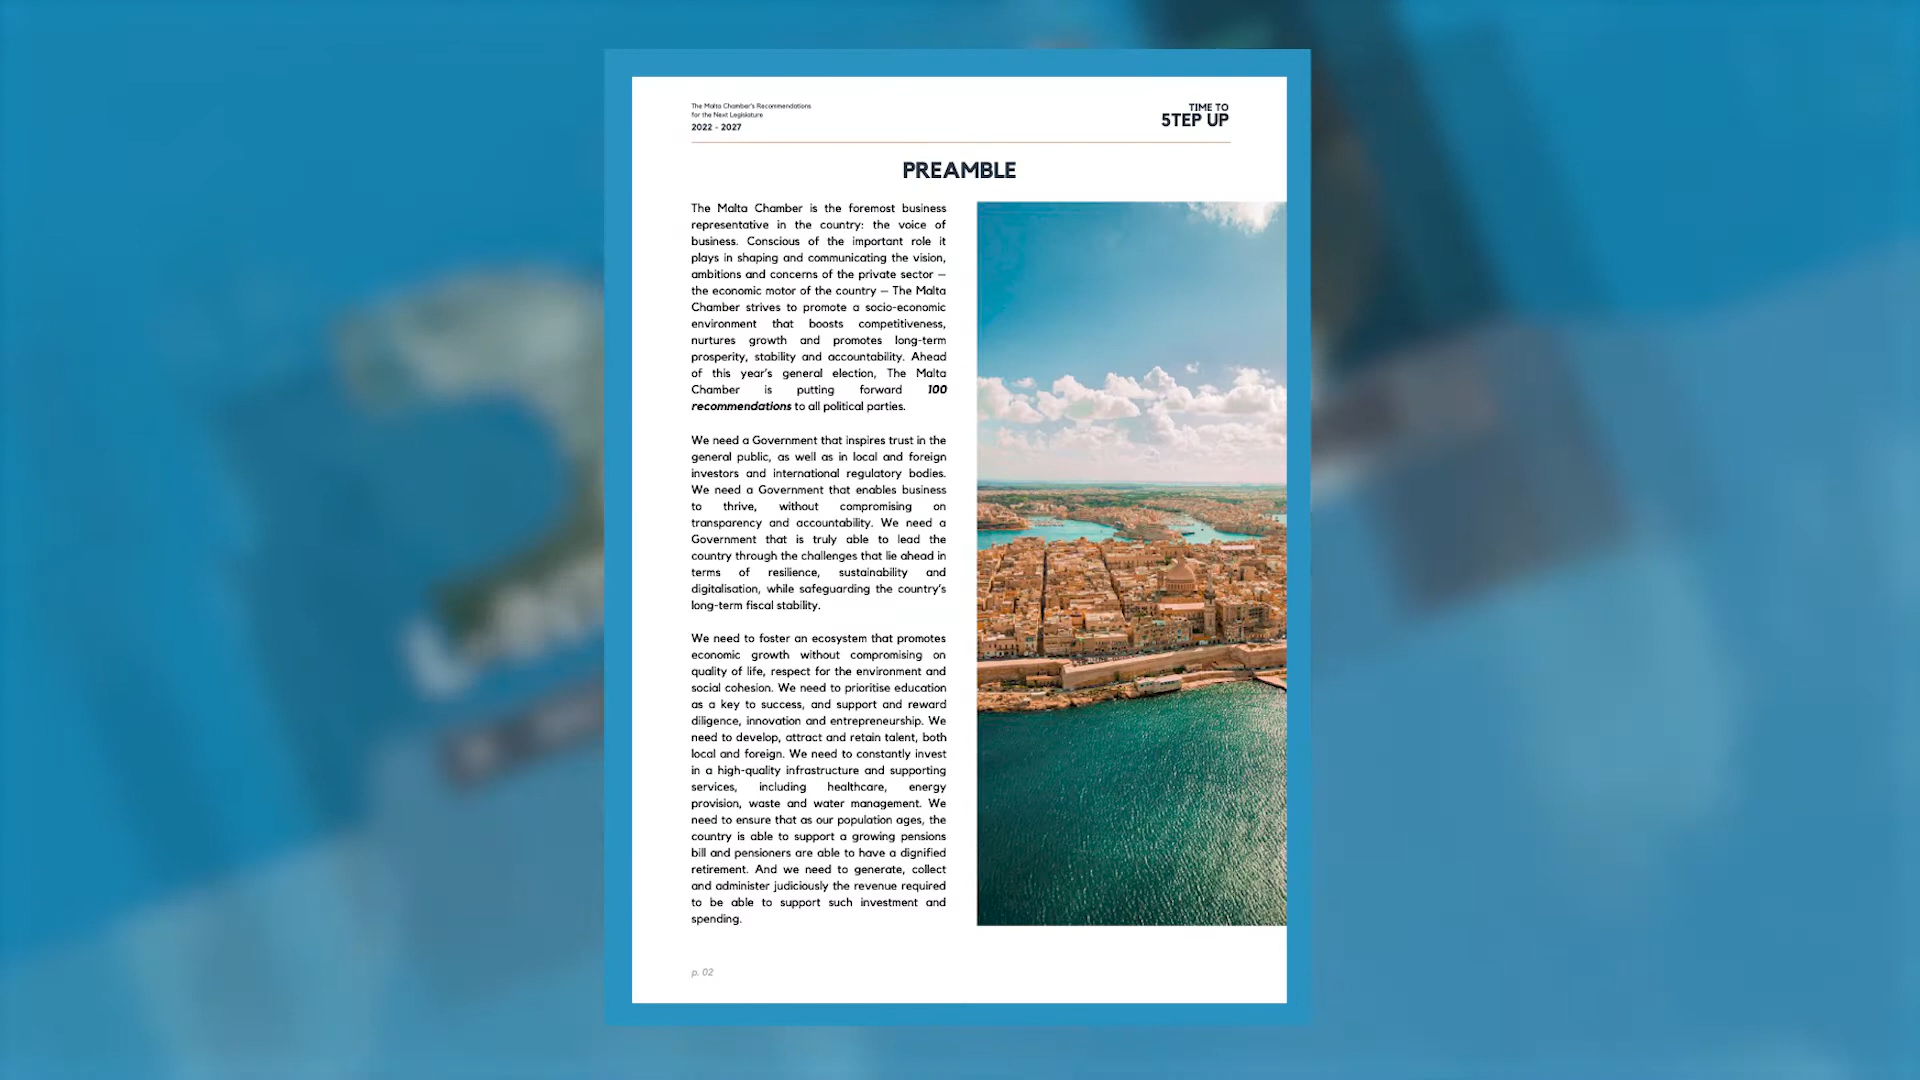 The Malta Chamber's Recommendations
for the Next Legislature
2022 - 2027
TIME TO
5TEP UP
PREAMBLE
The Malta Chamber is the foremost business
representative in the country: the voice of
business. Conscious of the important role it
plays in shaping and communicating the vision,
ambitions and concerns of the private sector –
the economic motor of the country – The Malta
Chamber strives to promote a socio-economic
environment that boosts competitiveness,
nurtures growth and promotes long-term
prosperity, stability and accountability. Ahead
of this year's general election, The Malta
Chamber is putting forward 100
recommendations to all political parties.
We need a Government that inspires trust in the
general public, as well as in local and foreign
investors and international regulatory bodies.
We need a Government that enables business
to thrive, without compromising on
transparency and accountability. We need a
Government that is truly able to lead the
country through the challenges that lie ahead in
terms of resilience, sustainability and
digitalisation, while safeguarding the country's
long-term fiscal stability.
We need to foster an ecosystem that promotes
economic growth without compromising on
quality of life, respect for the environment and
social cohesion. We need to prioritise education
as a key to success, and support and reward
diligence, innovation and entrepreneurship. We
need to develop, attract and retain talent, both
local and foreign. We need to constantly invest
in a high-quality infrastructure and supporting
services, including healthcare, energy
provision, waste and water management. We
need to ensure that as our population ages, the
country is able to support a growing pensions
bill and pensioners are able to have a dignified
retirement. And we need to generate, collect
and administer judiciously the revenue required
to be able to support such investment and
spending.
p. 02